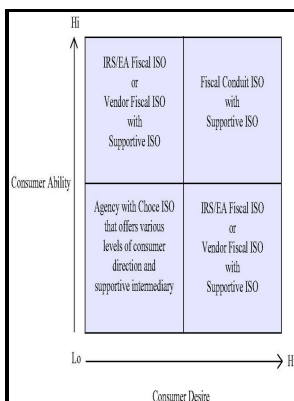 Hi
IRS/EA Fiscal ISO
or
Vendor Fiscal ISO
with
Supportive ISO
Fiscal Conduit ISO
with
Supportive ISO
Consumer Ability
Agency with Choce ISO
that offers various
levels of consumer
direction and
supportive intermediary
IRS/EA Fiscal ISO
or
Vendor Fiscal ISO
with
Supportive ISO
Lo
H
Consumer Desire